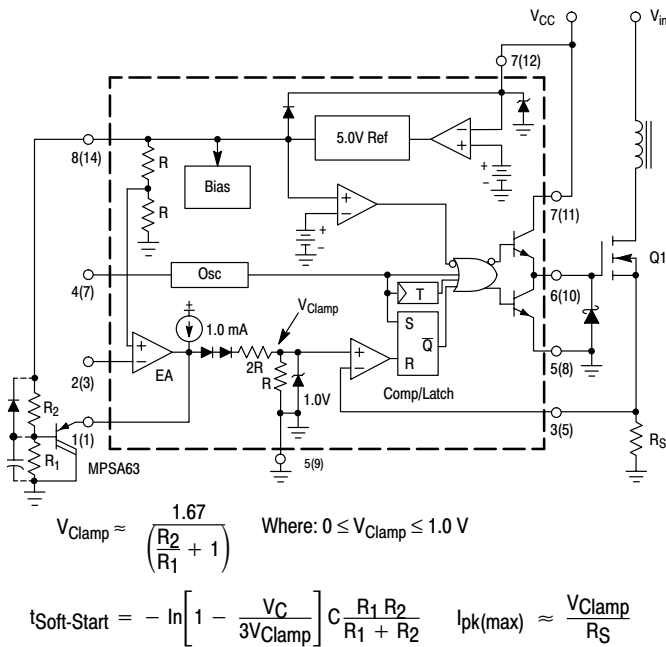 VCC
Vin
7(12)
8(14)
R
Bias
5.0V Ref
+
−
+
−
R
+
−
+
−
7(11)
Q1
4(7)
Osc
T
6(10)
VClamp
+
−
1.0 mA
S
Q̅
R
+
−
EA
2R
R
1.0V
+
−
Comp/Latch
2(3)
5(8)
R2
1(1)
3(5)
R1
MPSA63
5(9)
RS
VClamp ≈ 1.67 / (R2/R1 + 1) Where: 0 ≤ VClamp ≤ 1.0 V
tSoft-Start = − In[1 − VC/3VClamp] C R1 R2/R1 + R2 Ipk(max) ≈ VClamp/RS